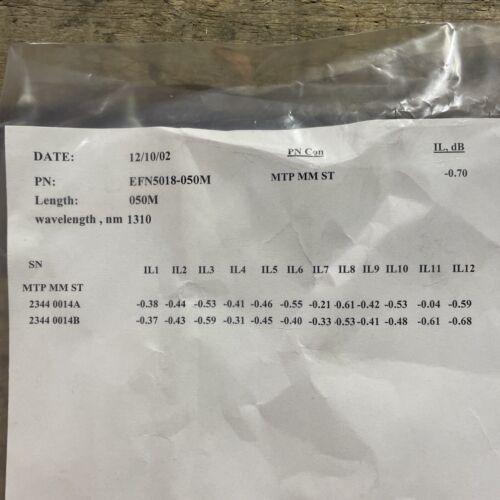 DATE: 12/10/02 PN Con IL, dB
PN: EFN5018-050M MTP MM ST -0.70
Length: 050M
wavelength , nm 1310
SN IL1 IL2 IL3 IL4 IL5 IL6 IL7 IL8 IL9 IL10 IL11 IL12
MTP MM ST
2344 0014A -0.38 -0.44 -0.53 -0.41 -0.46 -0.55 -0.21 -0.61 -0.42 -0.53 -0.04 -0.59
2344 0014B -0.37 -0.43 -0.59 -0.31 -0.45 -0.40 -0.33 -0.53 -0.41 -0.48 -0.61 -0.68